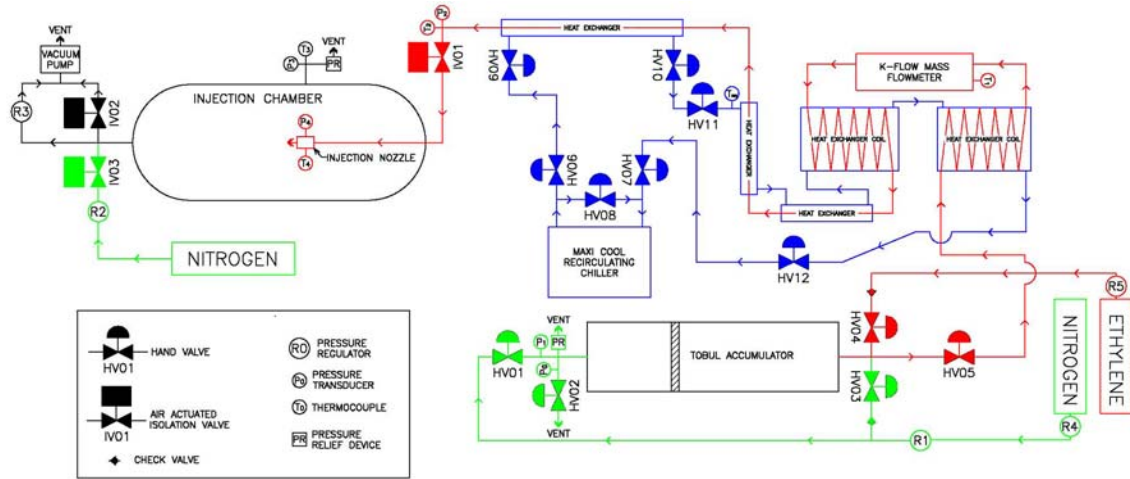 VENT
VACUUM
PUMP
R3
IV02
IV03
R2
NITROGEN
INJECTION CHAMBER
T3
P3
VENT
PR
P4
T4
INJECTION NOZZLE
P2
T2
IV01
HEAT EXCHANGER
HV09
HV10
HV11
HEAT EXCHANGER
K-FLOW MASS
FLOWMETER
T1
HEAT EXCHANGER COIL
HEAT EXCHANGER COIL
HEAT EXCHANGER
HV06
HV07
HV08
MAXI COOL
RECIRCULATING
CHILLER
HV12
HV01
P1
VENT
PR
HV02
VENT
TOBUL ACCUMULATOR
HV04
HV03
HV05
R1
NITROGEN
R4
R5
ETHYLENE
HAND VALVE
HV01
AIR ACTUATED
ISOLATION VALVE
IV01
CHECK VALVE
R0
PRESSURE
REGULATOR
P0
PRESSURE
TRANSDUCER
T0
THERMOCOUPLE
PR
PRESSURE
RELIEF DEVICE